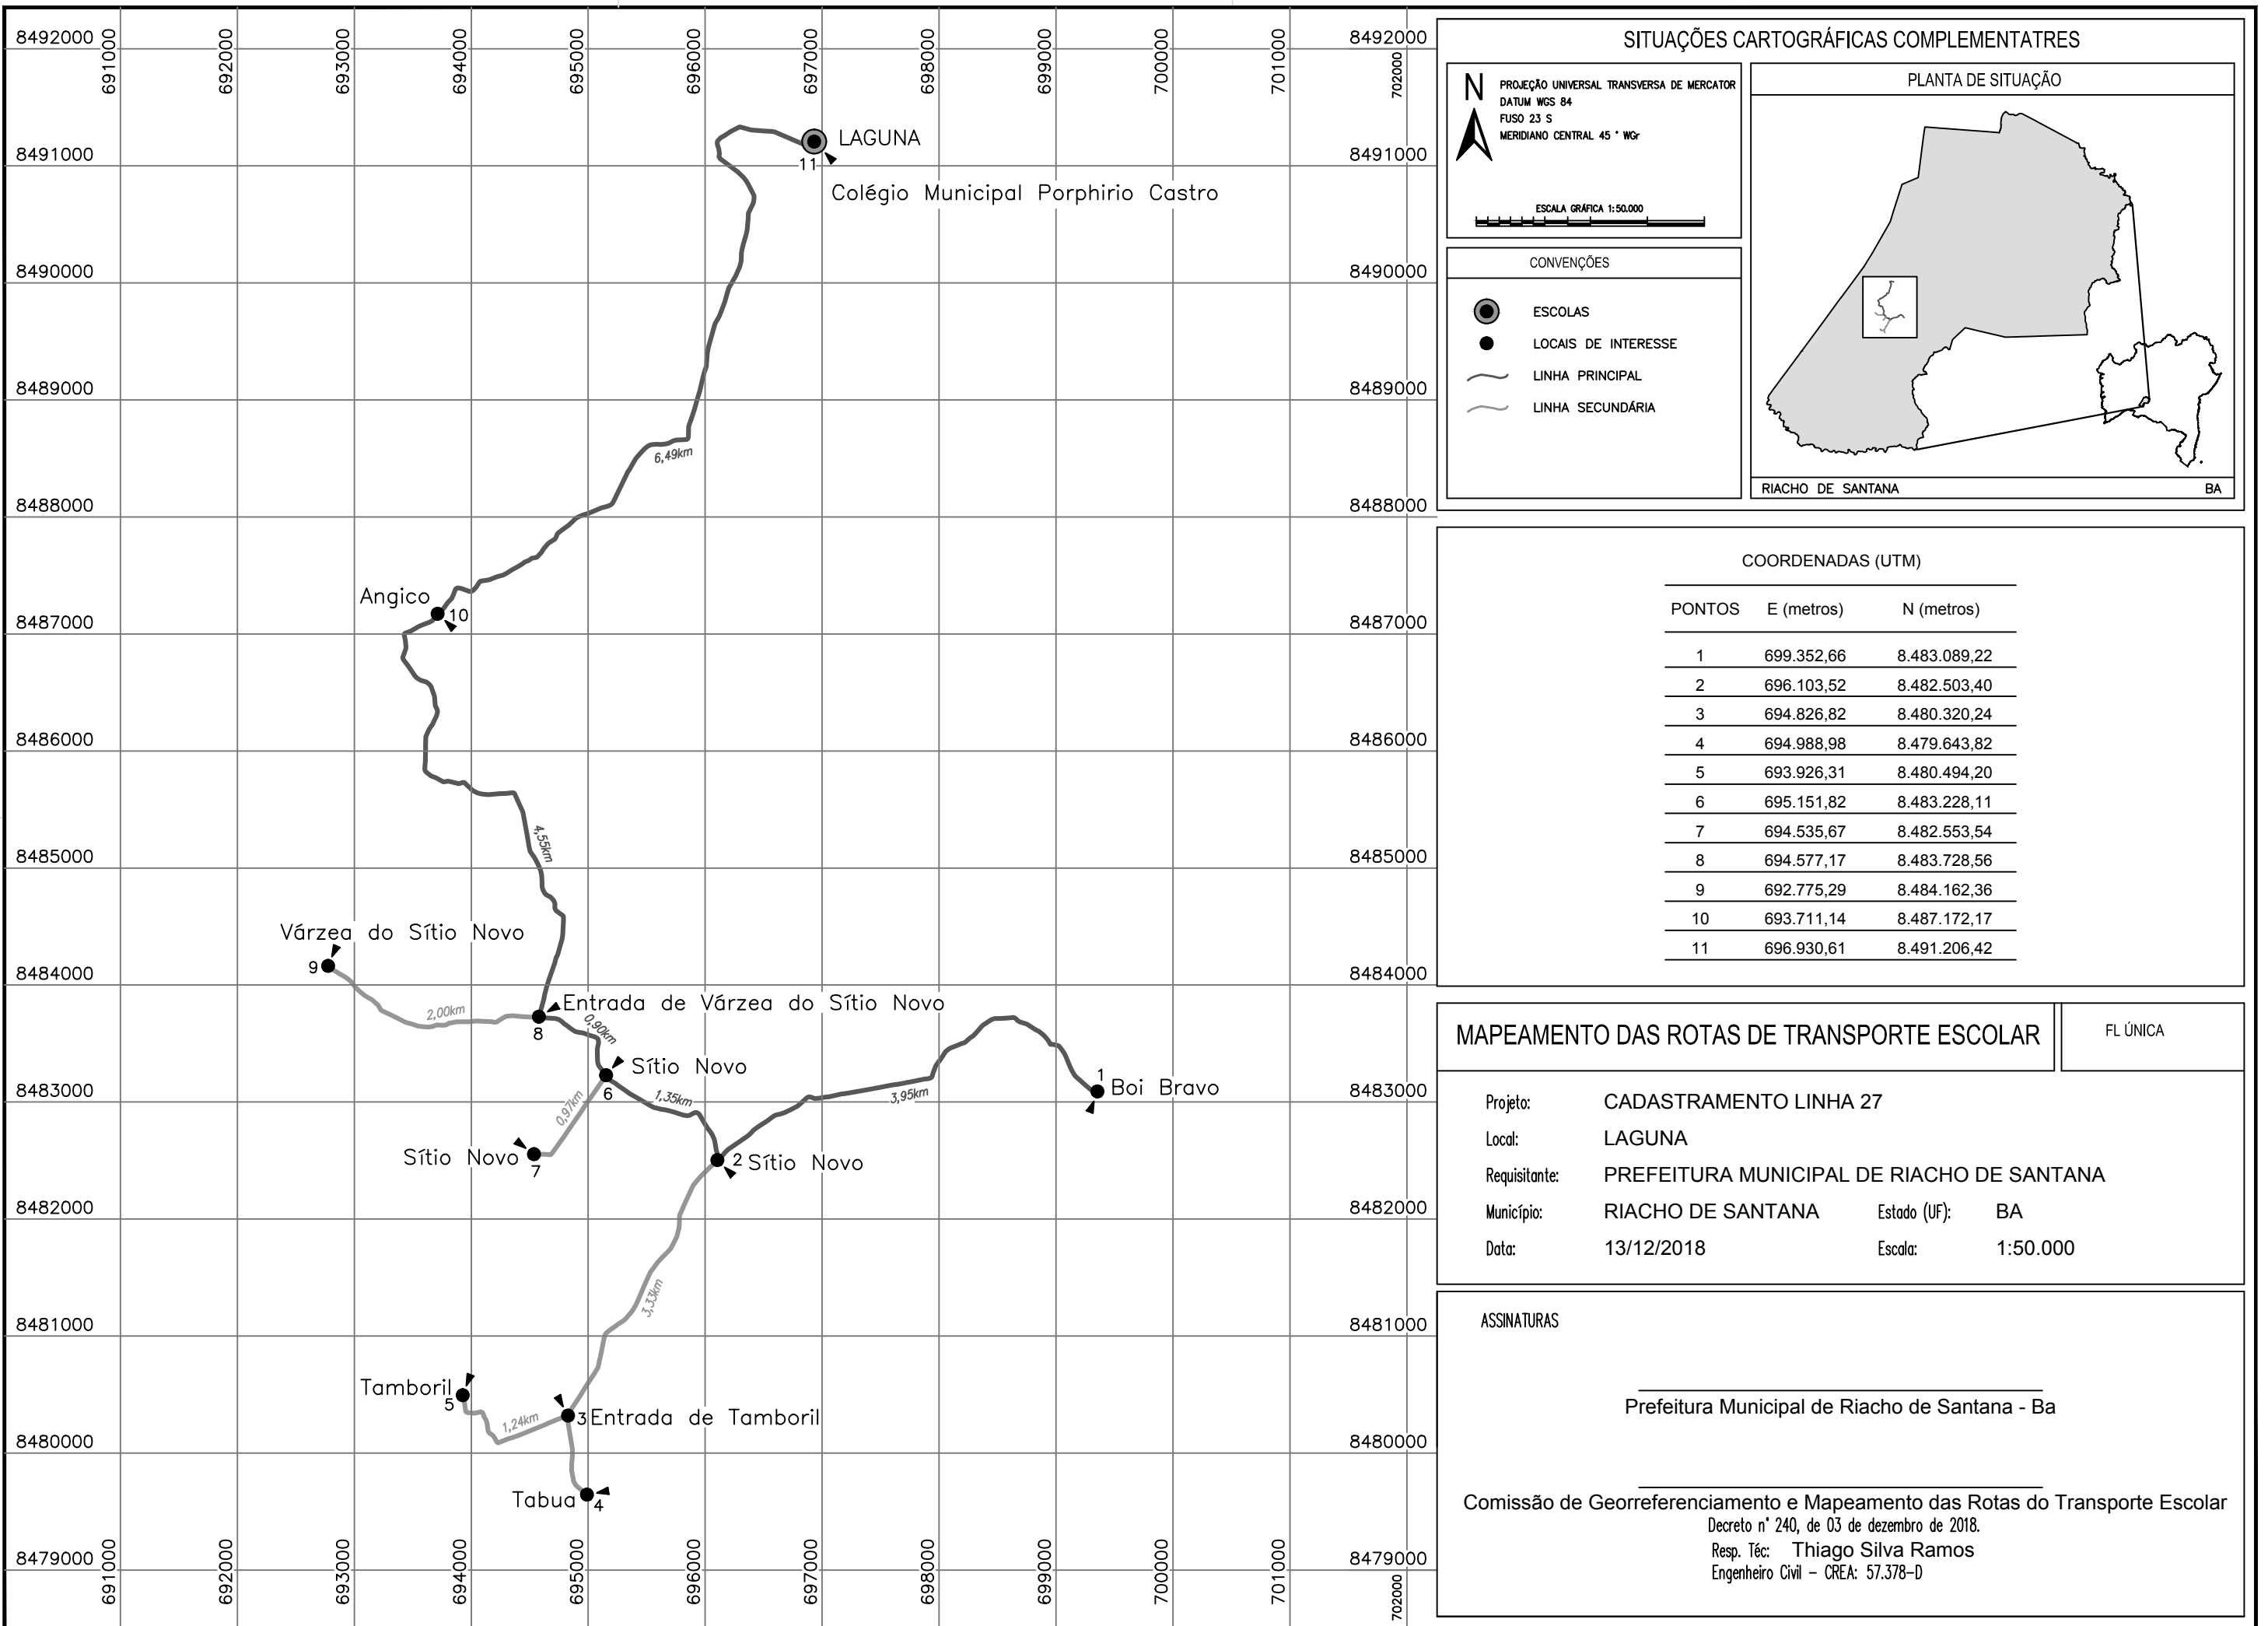 8492000
8491000
8490000
8489000
8488000
8487000
8486000
8485000
8484000
8483000
8482000
8481000
8480000
8479000
691000
692000
693000
694000
695000
696000
697000
698000
699000
700000
701000
702000
8492000
8491000
8490000
8489000
8488000
8487000
8486000
8485000
8484000
8483000
8482000
8481000
8480000
8479000
691000
692000
693000
694000
695000
696000
697000
698000
699000
700000
701000
702000
LAGUNA
11
Colégio Municipal Porphirio Castro
6,49km
Angico
10
4,55km
Várzea do Sítio Novo
9
2,00km
Entrada de Várzea do Sítio Novo
8
0,90km
Sítio Novo
6
1,35km
0,97km
Sítio Novo
7
2 Sítio Novo
3,95km
1
Boi Bravo
3,33km
Tamboril
5
1,24km
3 Entrada de Tamboril
Tabua
4
SITUAÇÕES CARTOGRÁFICAS COMPLEMENTATRES
N
PROJEÇÃO UNIVERSAL TRANSVERSA DE MERCATOR
DATUM WGS 84
FUSO 23 S
MERIDIANO CENTRAL 45 ° WGr
ESCALA GRÁFICA 1:50.000
CONVENÇÕES
ESCOLAS
LOCAIS DE INTERESSE
LINHA PRINCIPAL
LINHA SECUNDÁRIA
PLANTA DE SITUAÇÃO
RIACHO DE SANTANA BA
COORDENADAS (UTM)
PONTOS E (metros) N (metros)
1 699.352,66 8.483.089,22
2 696.103,52 8.482.503,40
3 694.826,82 8.480.320,24
4 694.988,98 8.479.643,82
5 693.926,31 8.480.494,20
6 695.151,82 8.483.228,11
7 694.535,67 8.482.553,54
8 694.577,17 8.483.728,56
9 692.775,29 8.484.162,36
10 693.711,14 8.487.172,17
11 696.930,61 8.491.206,42
MAPEAMENTO DAS ROTAS DE TRANSPORTE ESCOLAR
FL ÚNICA
Projeto: CADASTRAMENTO LINHA 27
Local: LAGUNA
Requisitante: PREFEITURA MUNICIPAL DE RIACHO DE SANTANA
Município: RIACHO DE SANTANA Estado (UF): BA
Data: 13/12/2018 Escala: 1:50.000
ASSINATURAS
Prefeitura Municipal de Riacho de Santana - Ba
Comissão de Georreferenciamento e Mapeamento das Rotas do Transporte Escolar
Decreto n° 240, de 03 de dezembro de 2018.
Resp. Téc: Thiago Silva Ramos
Engenheiro Civil – CREA: 57.378–D